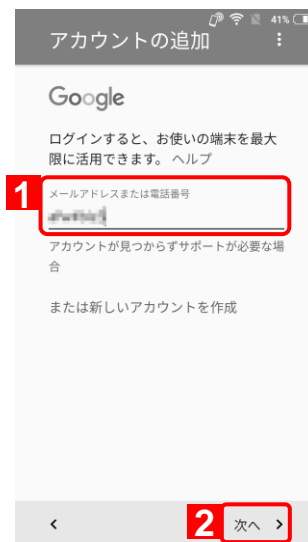 41%
アカウントの追加
Google
ログインすると、お使いの端末を最大
限に活用できます。ヘルプ
1
メールアドレスまたは電話番号
アカウントが見つからずサポートが必要な場
合
または新しいアカウントを作成
2 次へ